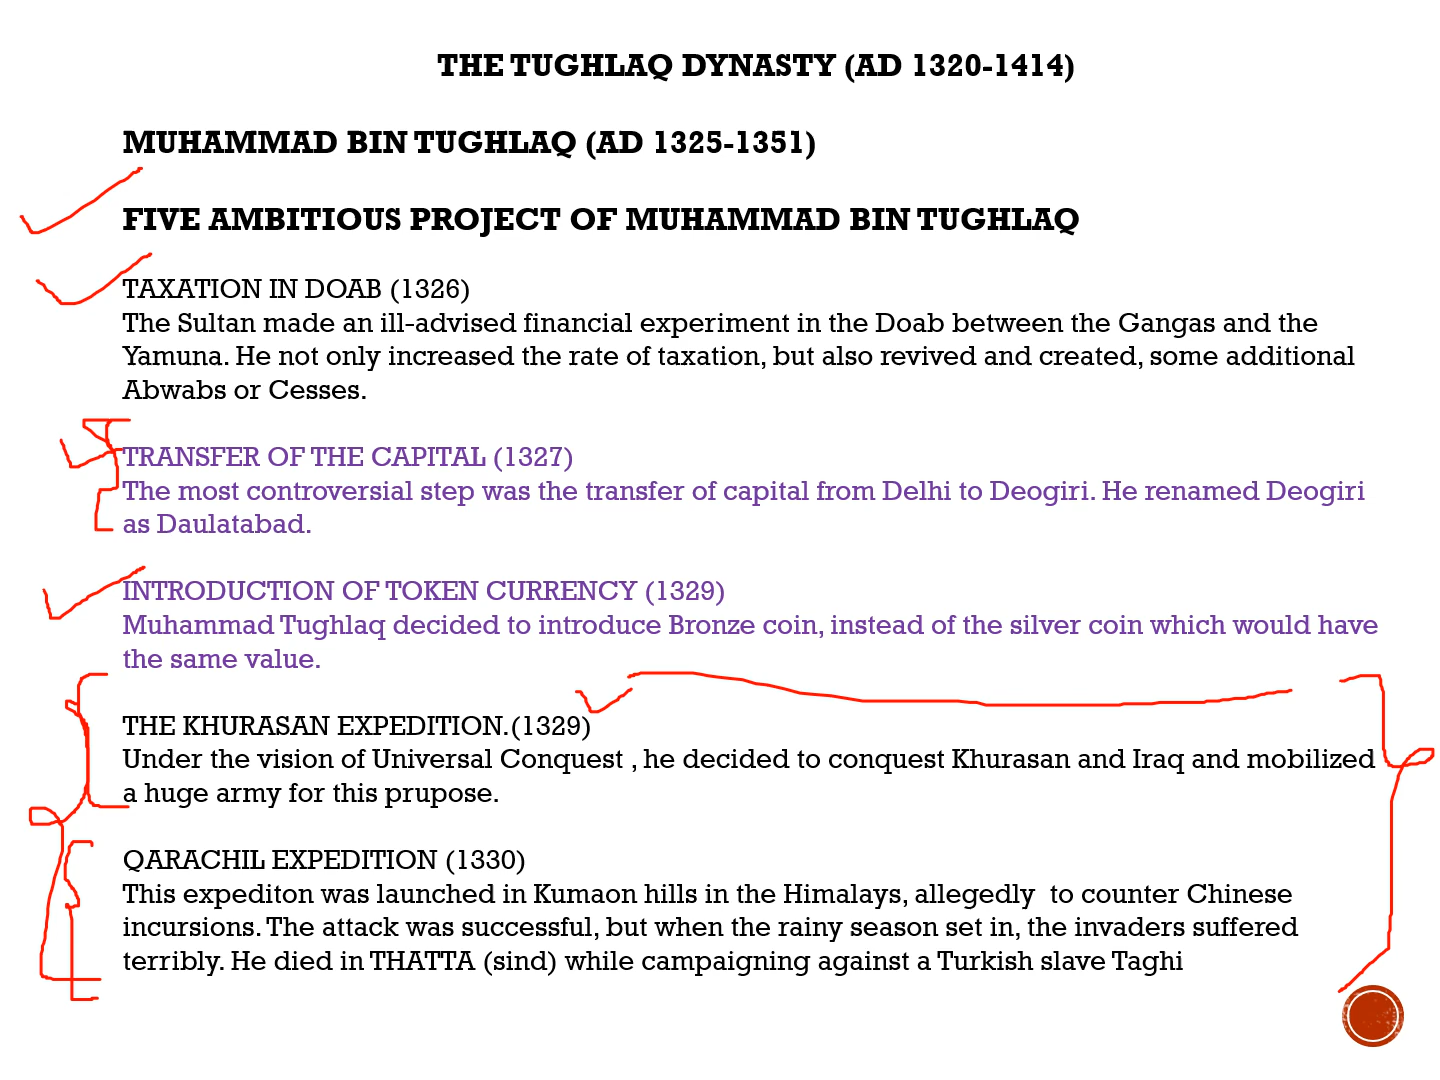 THE TUGHLAQ DYNASTY (AD 1320-1414)
MUHAMMAD BIN TUGHLAQ (AD 1325-1351)
FIVE AMBITIOUS PROJECT OF MUHAMMAD BIN TUGHLAQ
TAXATION IN DOAB (1326)
The Sultan made an ill-advised financial experiment in the Doab between the Gangas and the
Yamuna. He not only increased the rate of taxation, but also revived and created, some additional
Abwabs or Cesses.
TRANSFER OF THE CAPITAL (1327)
The most controversial step was the transfer of capital from Delhi to Deogiri. He renamed Deogiri
as Daulatabad.
INTRODUCTION OF TOKEN CURRENCY (1329)
Muhammad Tughlaq decided to introduce Bronze coin, instead of the silver coin which would have
the same value.
THE KHURASAN EXPEDITION.(1329)
Under the vision of Universal Conquest , he decided to conquest Khurasan and Iraq and mobilized
a huge army for this prupose.
QARACHIL EXPEDITION (1330)
This expediton was launched in Kumaon hills in the Himalays, allegedly  to counter Chinese
incursions. The attack was successful, but when the rainy season set in, the invaders suffered
terribly. He died in THATTA (sind) while campaigning against a Turkish slave Taghi